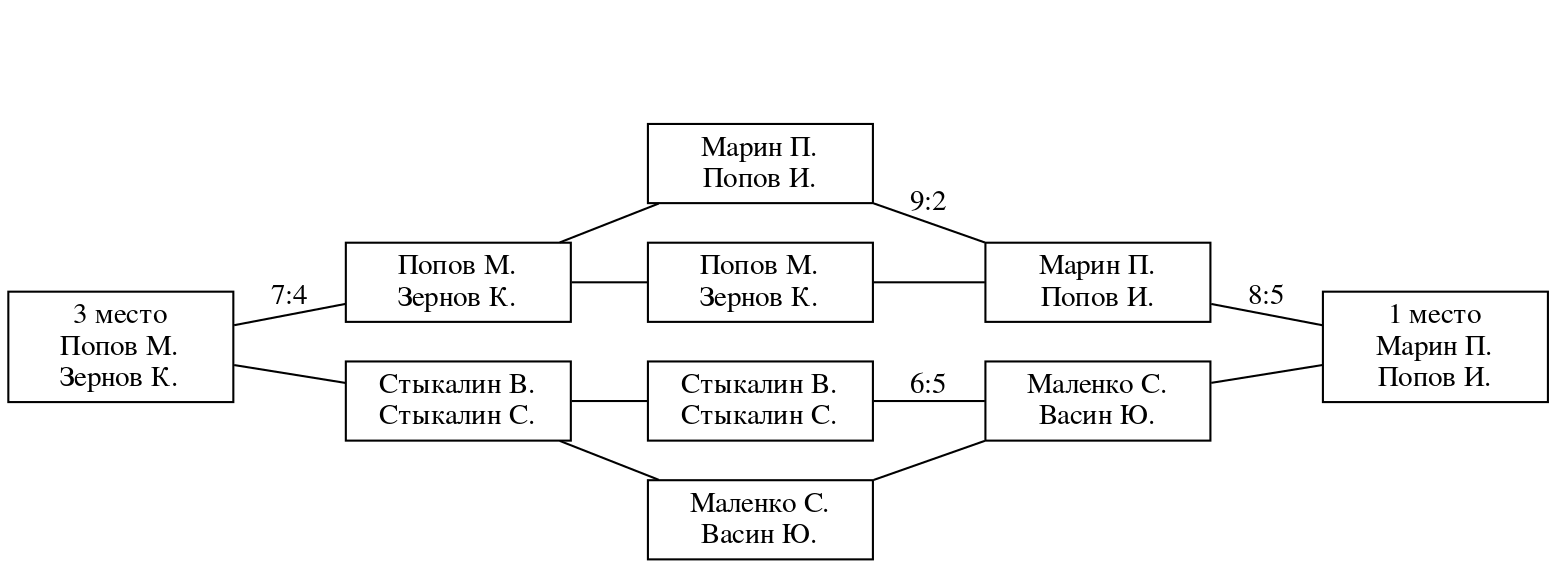 Марин П.
Попов И.
9:2
Попов М.
Зернов К.
Попов М.
Зернов К.
Марин П.
Попов И.
7:4
8:5
3 место
Попов М.
Зернов К.
1 место
Марин П.
Попов И.
Стыкалин В.
Стыкалин С.
Стыкалин В.
Стыкалин С.
6:5
Маленко С.
Васин Ю.
Маленко С.
Васин Ю.